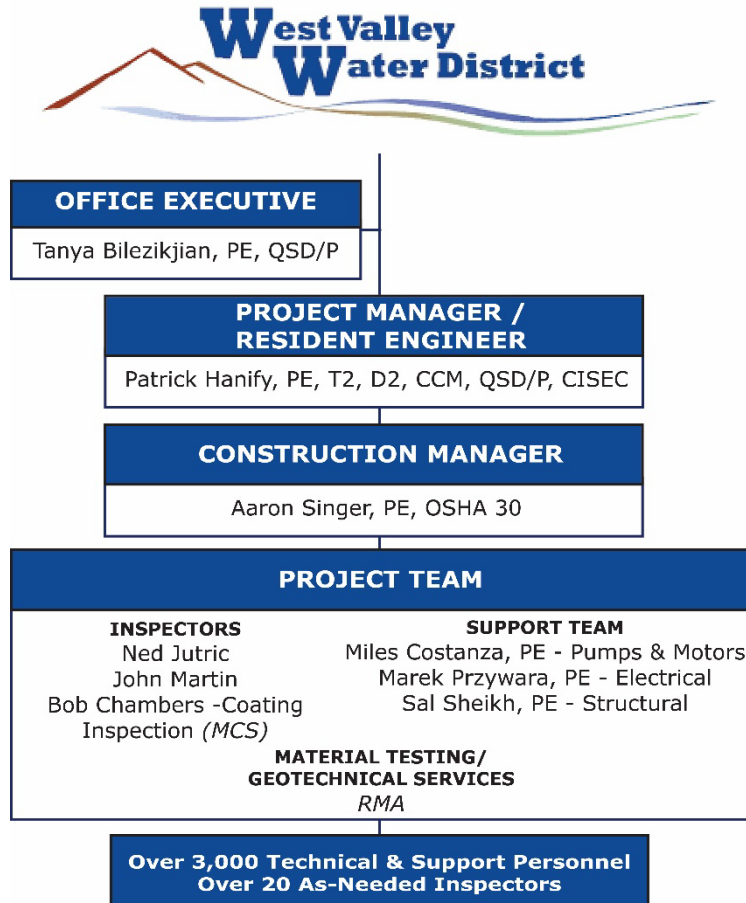 West Valley
Water District
OFFICE EXECUTIVE
Tanya Bilezikjian, PE, QSD/P
PROJECT MANAGER /
RESIDENT ENGINEER
Patrick Hanify, PE, T2, D2, CCM, QSD/P, CISEC
CONSTRUCTION MANAGER
Aaron Singer, PE, OSHA 30
PROJECT TEAM
INSPECTORS
Ned Jutric
John Martin
Bob Chambers -Coating
Inspection (MCS)
SUPPORT TEAM
Miles Costanza, PE - Pumps & Motors
Marek Przywara, PE - Electrical
Sal Sheikh, PE - Structural
MATERIAL TESTING/
GEOTECHNICAL SERVICES
RMA
Over 3,000 Technical & Support Personnel
Over 20 As-Needed Inspectors